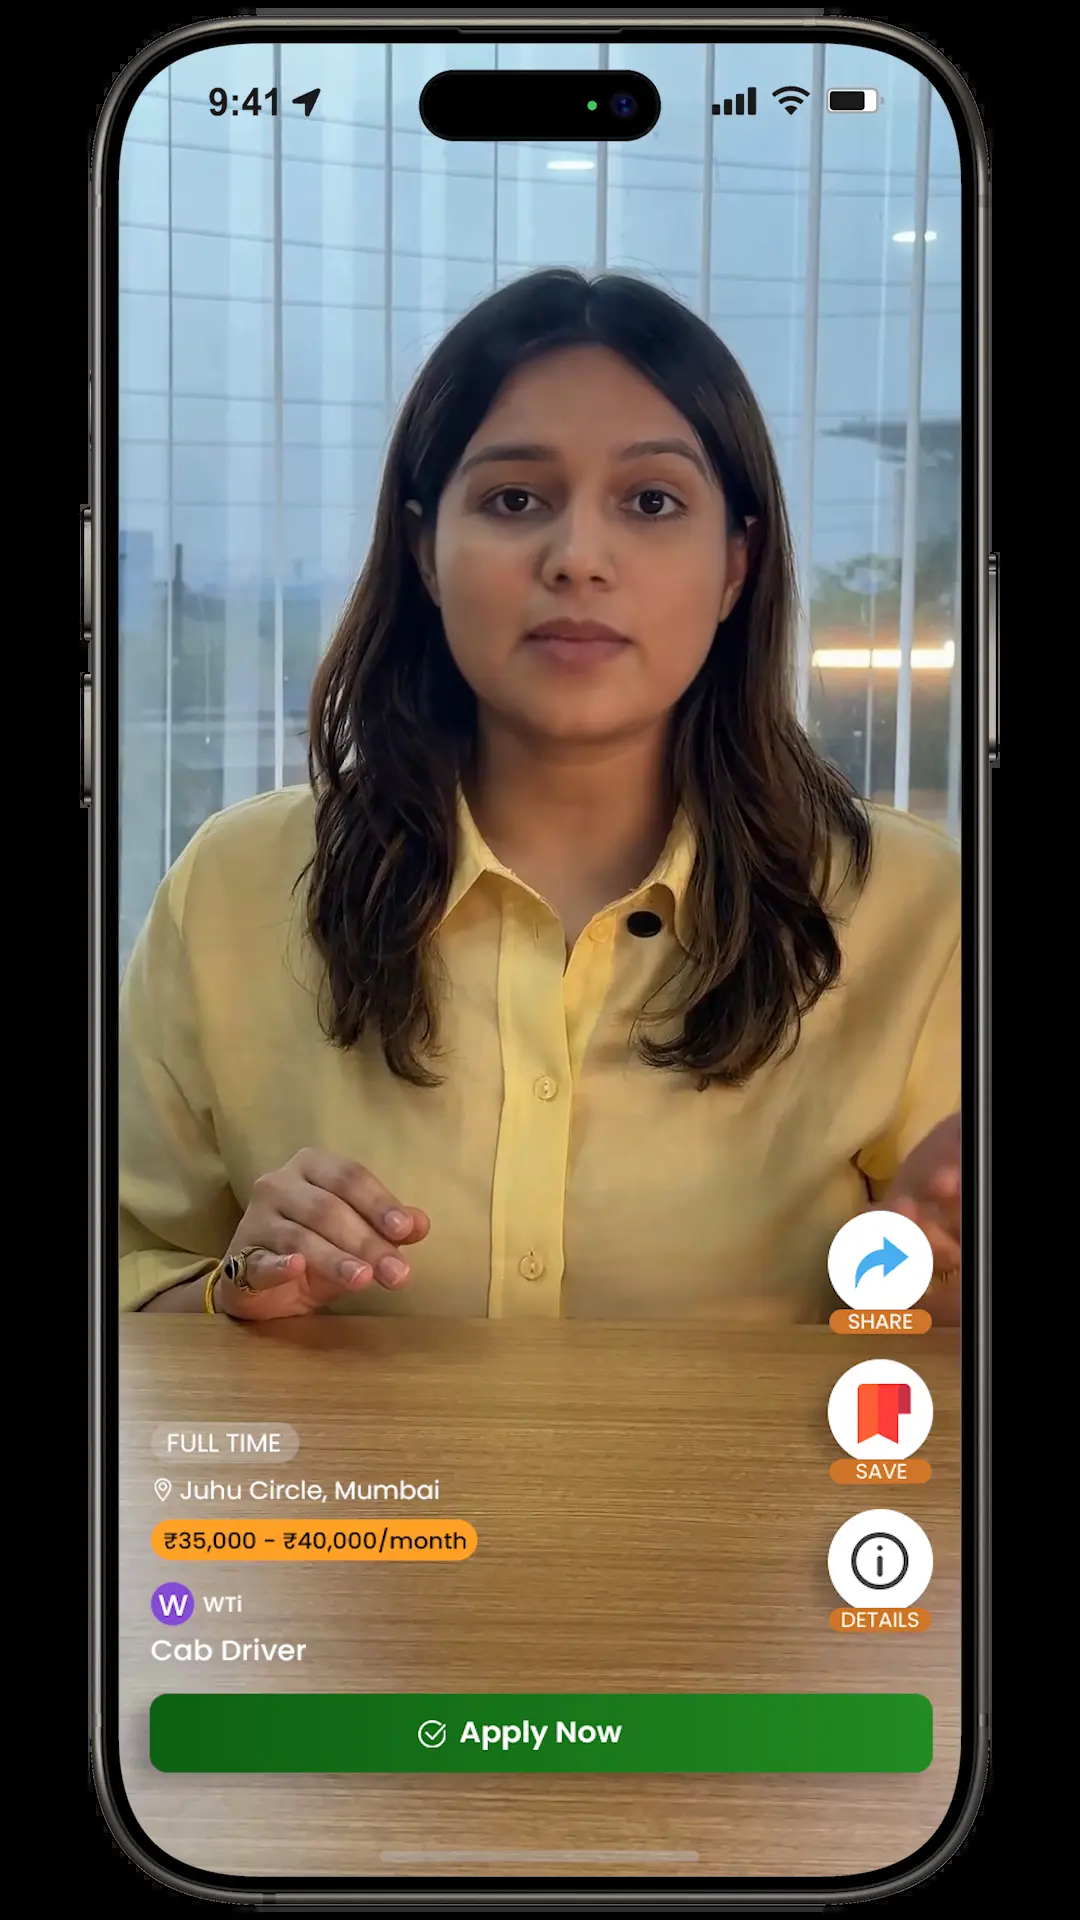 9:41
SHARE
SAVE
FULL TIME
Juhu Circle, Mumbai
₹35,000 - ₹40,000/month
W WTi
DETAILS
Cab Driver
Apply Now